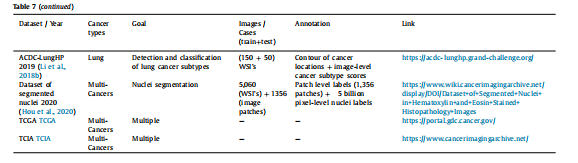 Table 7 (continued)
Dataset / Year Cancer types Goal Images / Cases (train+test) Annotation Link
ACDC-LungHP 2019 (Li et al., 2018b) Lung Detection and classification of lung cancer subtypes (150 + 50) WSI's Contour of cancer locations + image-level cancer subtype scores https://acdc-lunghp.grand-challenge.org/
Dataset of segmented nuclei 2020 (Hou et al., 2020) Multi-Cancers Nuclei segmentation 5,060 (WSI's) + 1356 (image patches) Patch level labels (1,356 patches) + 5 billion pixel-level nuclei labels https://www.wiki.cancerimagingarchive.net/display/DOI/Dataset+of+Segmented+Nuclei+in+Hematoxylin+and+Eosin+Stained+Histopathology+Images
TCGA TCGA Multi-Cancers Multiple – – https://portal.gdc.cancer.gov/
TCIA TCIA Multi-Cancers Multiple – – https://www.cancerimagingarchive.net/